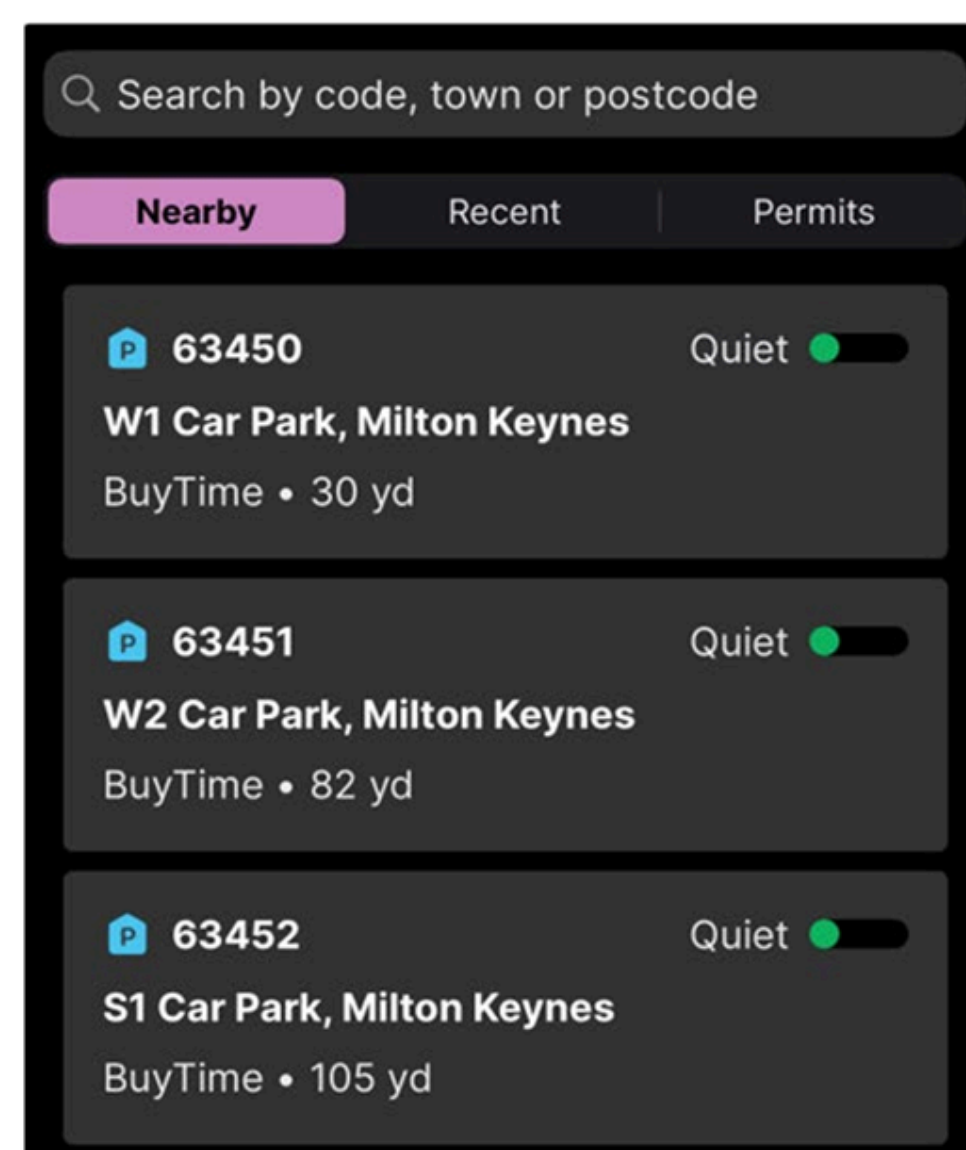 Search by code, town or postcode
Nearby Recent Permits
P 63450 Quiet
W1 Car Park, Milton Keynes
BuyTime • 30 yd
P 63451 Quiet
W2 Car Park, Milton Keynes
BuyTime • 82 yd
P 63452 Quiet
S1 Car Park, Milton Keynes
BuyTime • 105 yd